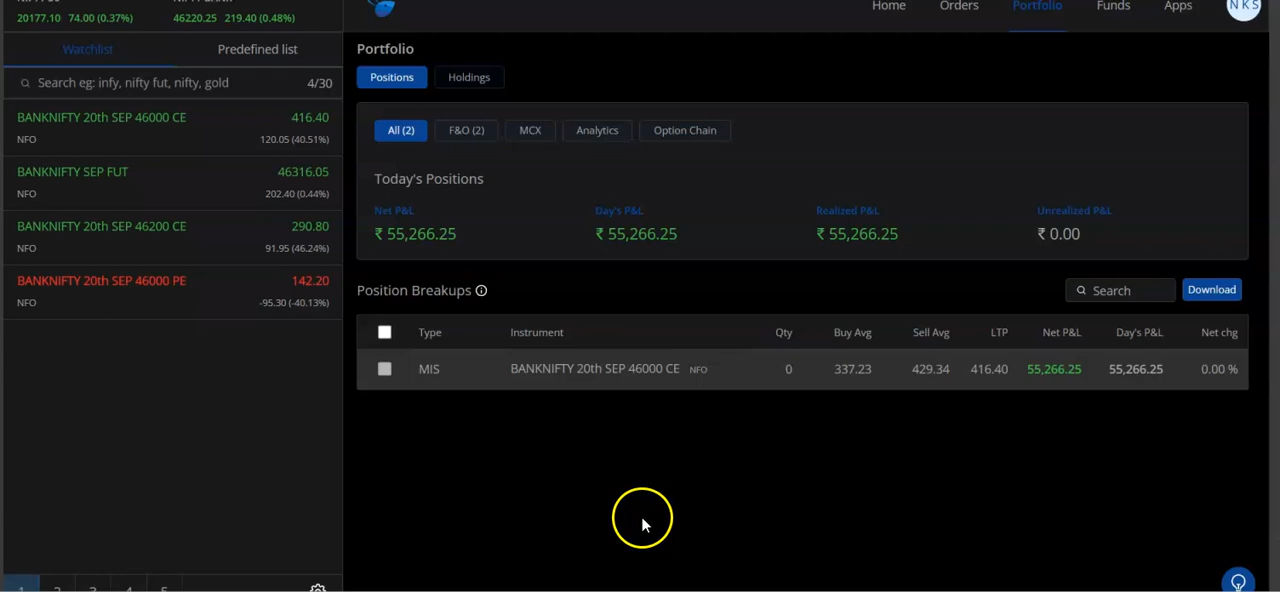 20177.10 74.00 (0.37%) 46220.25 219.40 (0.48%)
Home Orders Portfolio Funds Apps N K S
Watchlist Predefined list
Search eg: infy, nifty fut, nifty, gold 4/30
BANKNIFTY 20th SEP 46000 CE 416.40
NFO 120.05 (40.51%)
BANKNIFTY SEP FUT 46316.05
NFO 202.40 (0.44%)
BANKNIFTY 20th SEP 46200 CE 290.80
NFO 91.95 (46.24%)
BANKNIFTY 20th SEP 46000 PE 142.20
NFO -95.30 (-40.13%)
Portfolio
Positions Holdings
All (2) F&O (2) MCX Analytics Option Chain
Today's Positions
Net P&L Day's P&L Realized P&L Unrealized P&L
₹ 55,266.25 ₹ 55,266.25 ₹ 55,266.25 ₹ 0.00
Position Breakups Search Download
Type Instrument Qty Buy Avg Sell Avg LTP Net P&L Day's P&L Net chg
MIS BANKNIFTY 20th SEP 46000 CE NFO 0 337.23 429.34 416.40 55,266.25 55,266.25 0.00 %
1 2 3 4 5